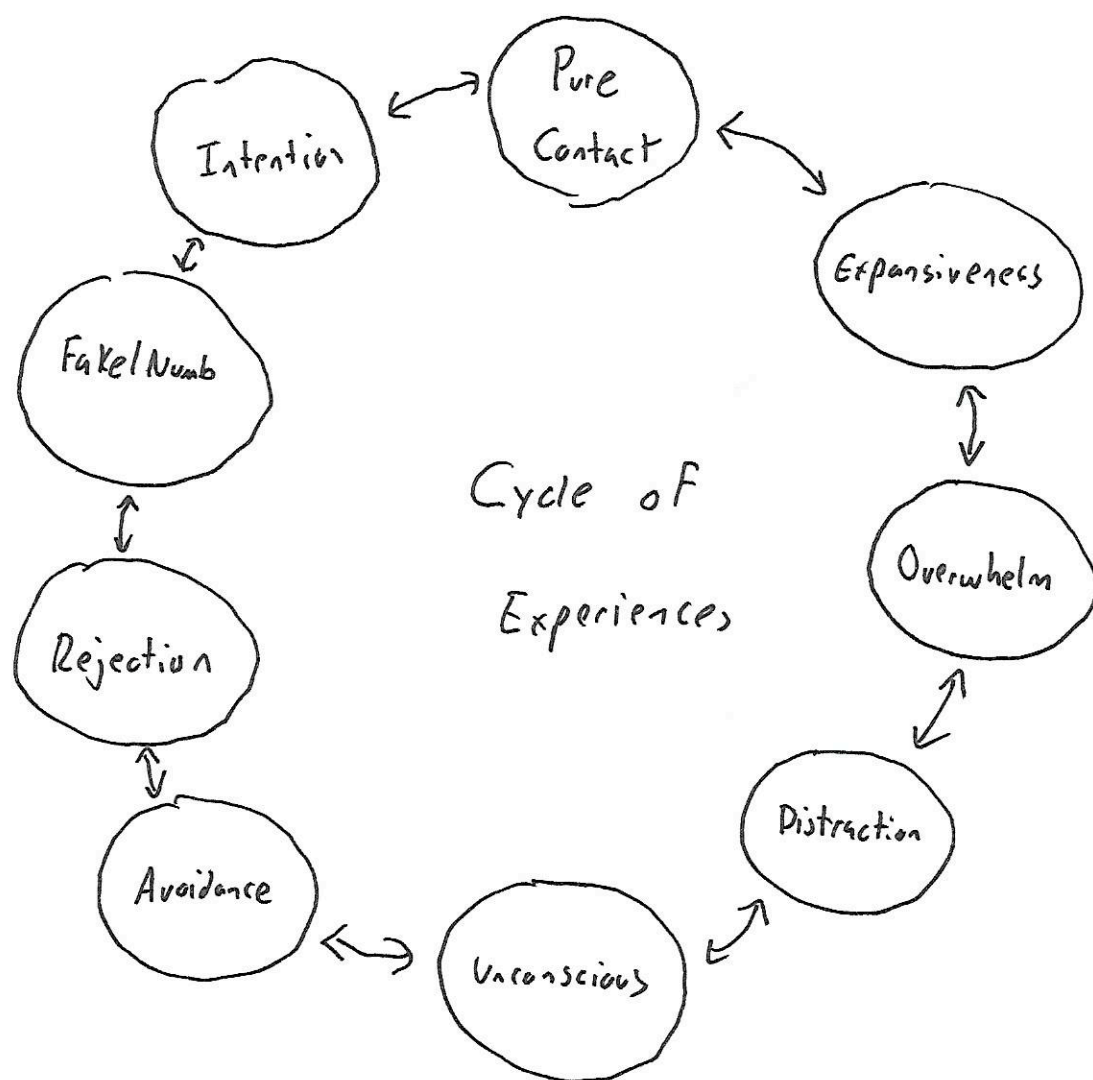 Pure
Contact
Expansiveness
Overwhelm
Distraction
Unconscious
Avoidance
Rejection
Fake/Numb
Intention
Cycle of
Experiences